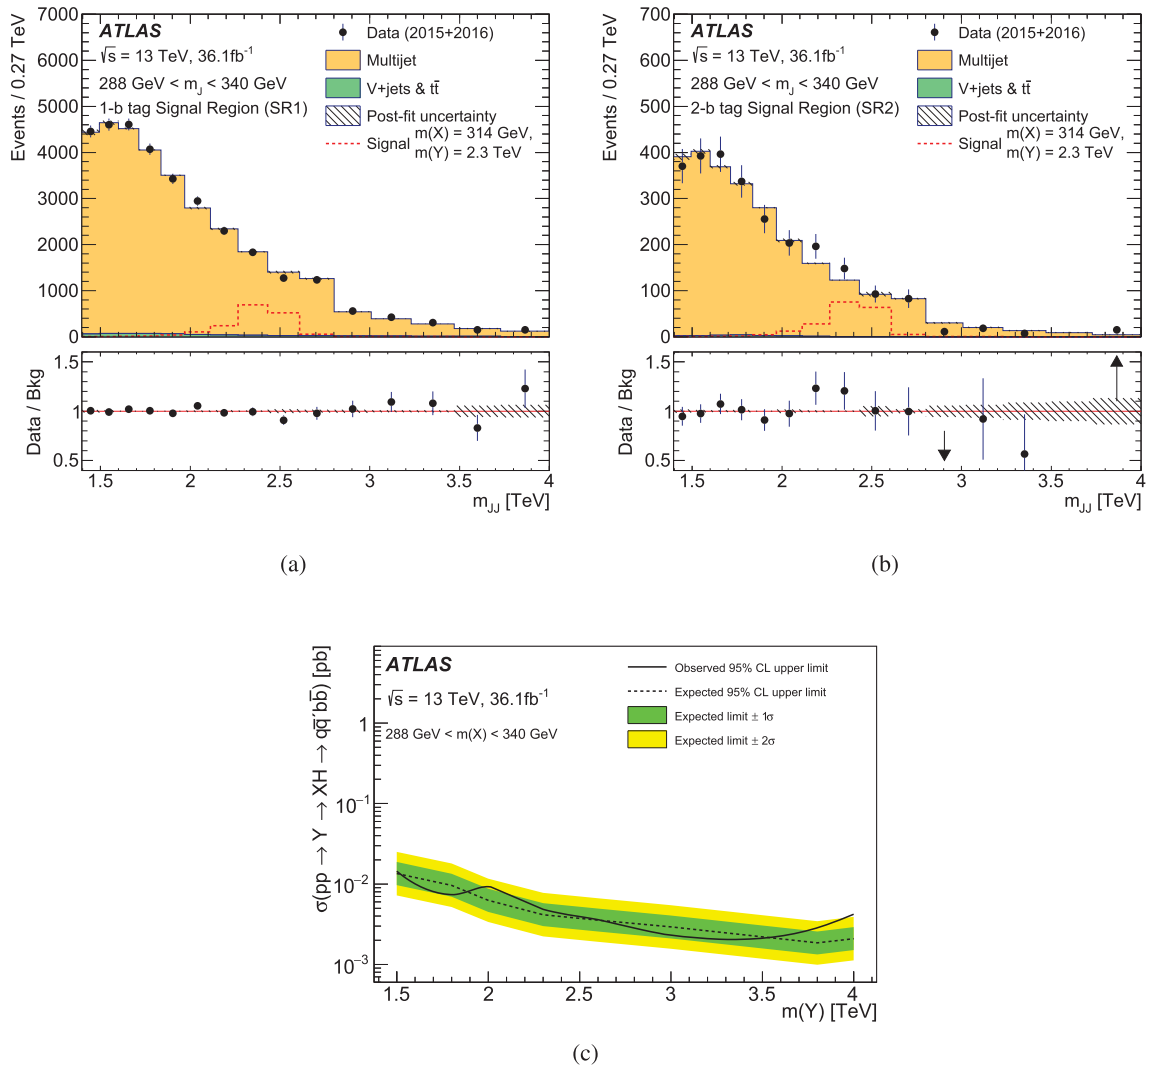 Events / 0.27 TeV
7000
6000
5000
4000
3000
2000
1000
0
ATLAS
√s = 13 TeV, 36.1fb⁻¹
288 GeV < m_J < 340 GeV
1-b tag Signal Region (SR1)
Data (2015+2016)
Multijet
V+jets & tt̄
Post-fit uncertainty
Signal m(X) = 314 GeV,
m(Y) = 2.3 TeV
Data / Bkg
1.5
1
0.5
1.5 2 2.5 3 3.5 4
m_JJ [TeV]
(a)
Events / 0.27 TeV
700
600
500
400
300
200
100
0
ATLAS
√s = 13 TeV, 36.1fb⁻¹
288 GeV < m_J < 340 GeV
2-b tag Signal Region (SR2)
Data (2015+2016)
Multijet
V+jets & tt̄
Post-fit uncertainty
Signal m(X) = 314 GeV,
m(Y) = 2.3 TeV
Data / Bkg
1.5
1
0.5
1.5 2 2.5 3 3.5 4
m_JJ [TeV]
(b)
σ(pp → Y → XH → qq̄′bb̄) [pb]
1
10⁻¹
10⁻²
10⁻³
ATLAS
√s = 13 TeV, 36.1fb⁻¹
288 GeV < m(X) < 340 GeV
Observed 95% CL upper limit
Expected 95% CL upper limit
Expected limit ± 1σ
Expected limit ± 2σ
1.5 2 2.5 3 3.5 4
m(Y) [TeV]
(c)